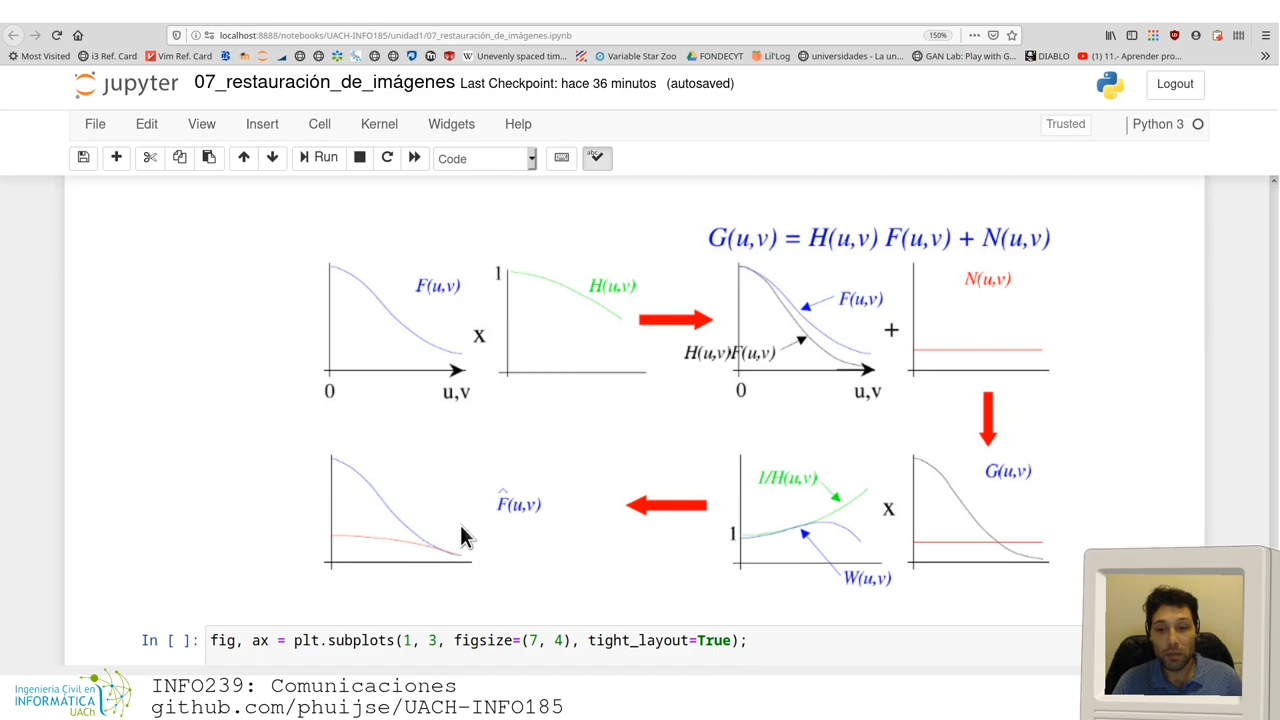 localhost:8888/notebooks/UACH-INFO185/unidad1/07_restauración_de_imágenes.ipynb
150%
Most Visited
i3 Ref. Card
Vim Ref. Card
Unevenly spaced tim...
Variable Star Zoo
FONDECYT
Lil'Log
universidades - La un...
GAN Lab: Play with G...
DIABLO
(1) 11.- Aprender pro...
jupyter 07_restauración_de_imágenes Last Checkpoint: hace 36 minutos (autosaved)
Logout
File Edit View Insert Cell Kernel Widgets Help
Trusted
Python 3
Run
Code
abc
G(u,v) = H(u,v) F(u,v) + N(u,v)
1
F(u,v)
H(u,v)
F(u,v)
N(u,v)
x
+
H(u,v)F(u,v)
0
u,v
0
u,v
1/H(u,v)
G(u,v)
F̂(u,v)
x
1
W(u,v)
In [ ]: fig, ax = plt.subplots(1, 3, figsize=(7, 4), tight_layout=True);
Ingeniería Civil en
INFORMÁTICA
UACh
INFO239: Comunicaciones
github.com/phuijse/UACH-INFO185